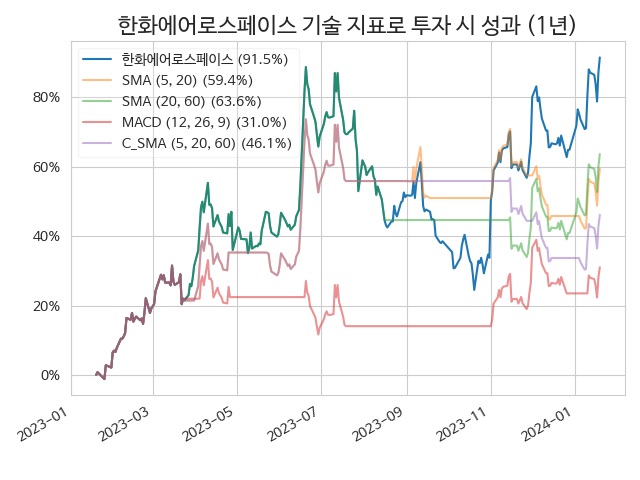 한화에어로스페이스 기술 지표로 투자 시 성과 (1년)
한화에어로스페이스 (91.5%)
SMA (5, 20) (59.4%)
SMA (20, 60) (63.6%)
MACD (12, 26, 9) (31.0%)
C_SMA (5, 20, 60) (46.1%)
80%
60%
40%
20%
0%
2023-01
2023-03
2023-05
2023-07
2023-09
2023-11
2024-01